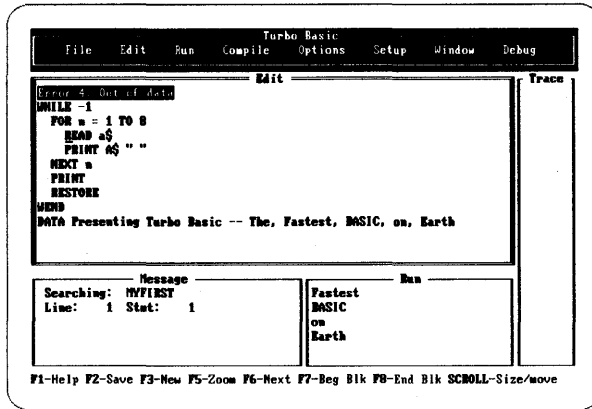 Turbo Basic
File Edit Run Compile Options Setup Window Debug
Edit
Trace
Error 4. Out of data
WHILE -1
FOR n = 1 TO 8
READ a$
PRINT A$ " "
NEXT n
PRINT
RESTORE
WEND
DATA Presenting Turbo Basic -- The, Fastest, BASIC, on, Earth
Message
Searching: MYFIRST
Line: 1 Stmt: 1
Run
Fastest
BASIC
on
Earth
F1-Help F2-Save F3-New F5-Zoom F6-Next F7-Beg Blk F8-End Blk SCROLL-Size/move